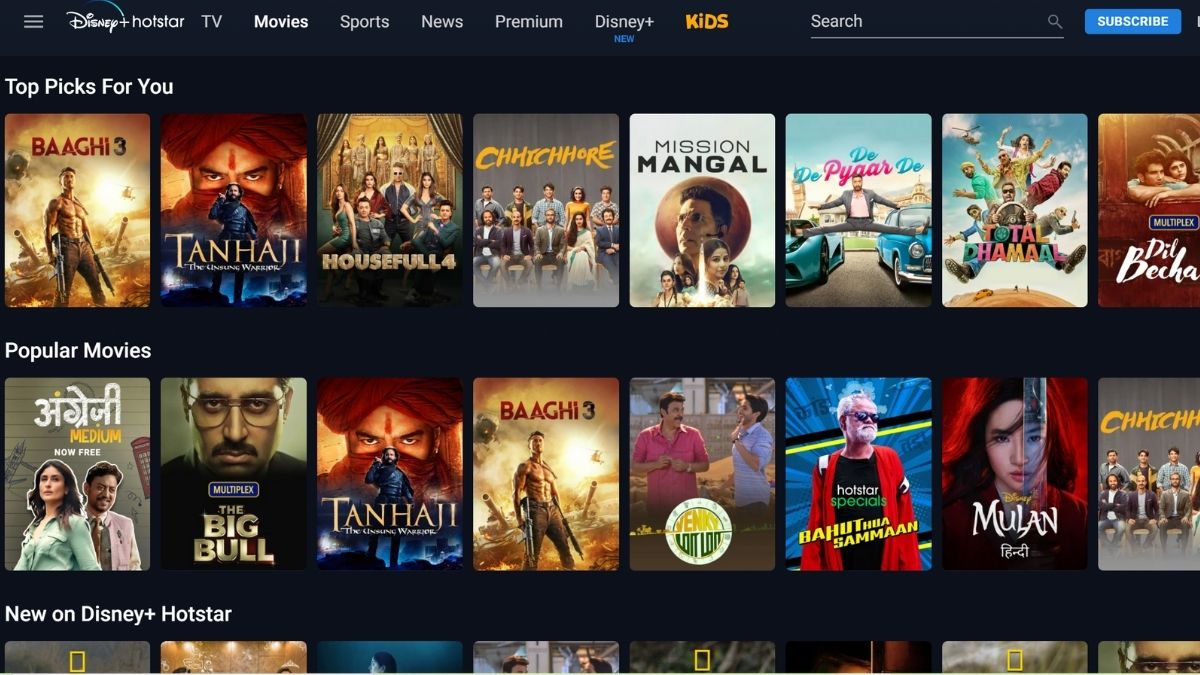 Disney+ hotstar TV Movies Sports News Premium Disney+ KiDS Search SUBSCRIBE
NEW
Top Picks For You
BAAGHI 3
TANHAJI
THE UNSUNG WARRIOR
HOUSEFULL 4
CHHICHHORE
MISSION
MANGAL
De
De Pyaar De
TOTAL
DHAMAAL
MULTIPLEX
Dil
Becha
Popular Movies
अंग्रेज़ी
MEDIUM
NOW FREE
MULTIPLEX
THE
BIG
BULL
TANHAJI
THE UNSUNG WARRIOR
BAAGHI 3
VENKY
hotstar
specials
BAHUT HUA
SAMMAAN
Disney
MULAN
हिन्दी
CHHICHH
New on Disney+ Hotstar